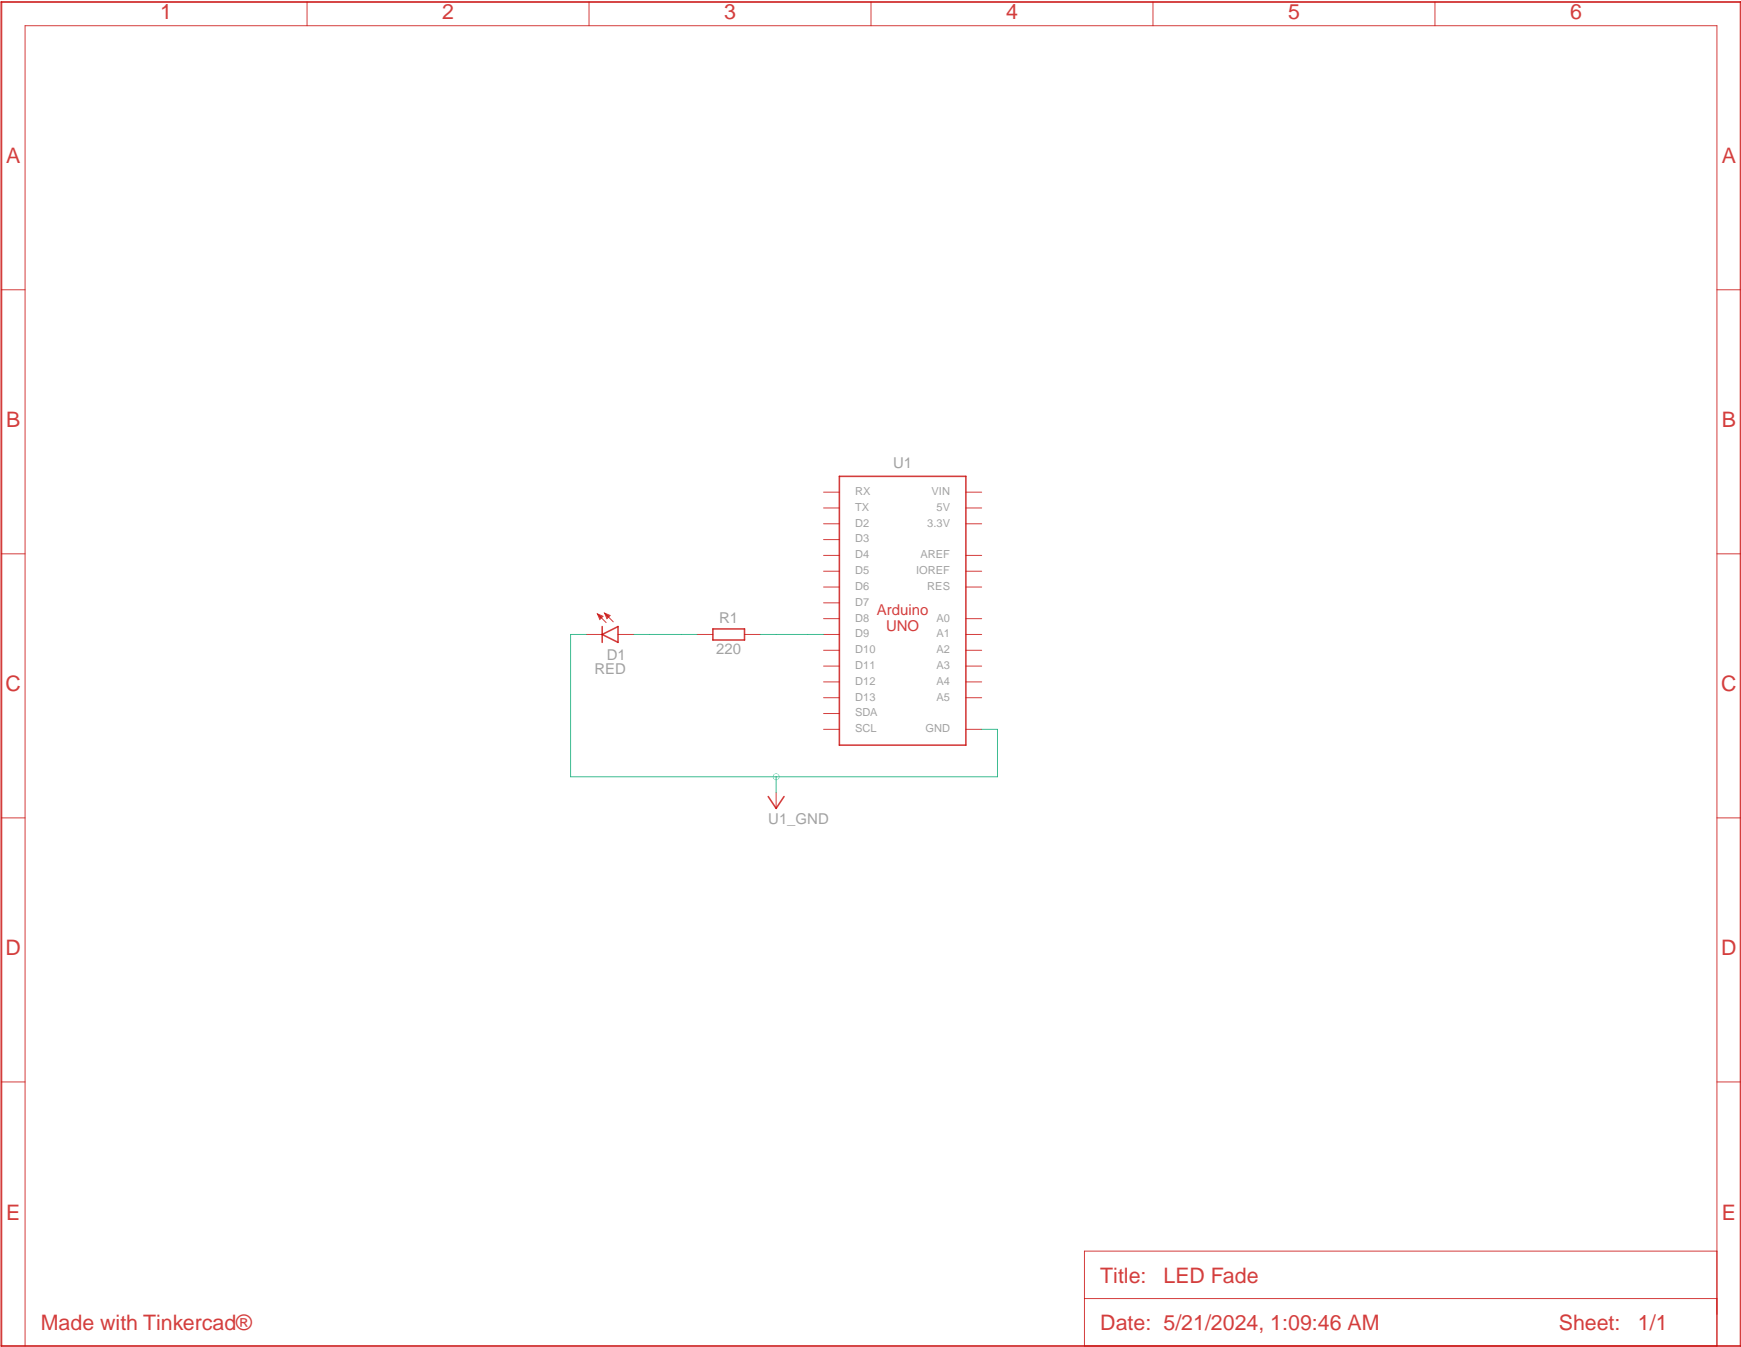 1 2 3 4 5 6
A A
B B
U1
RX VIN
TX 5V
D2 3.3V
D3
D4 AREF
D5 IOREF
D6 RES
D7
Arduino
UNO
D8 A0
D9 A1
D10 A2
D11 A3
D12 A4
D13 A5
SDA
SCL GND
R1
220
D1
RED
C C
U1_GND
D D
E E
Title: LED Fade
Made with Tinkercad®
Date: 5/21/2024, 1:09:46 AM Sheet: 1/1